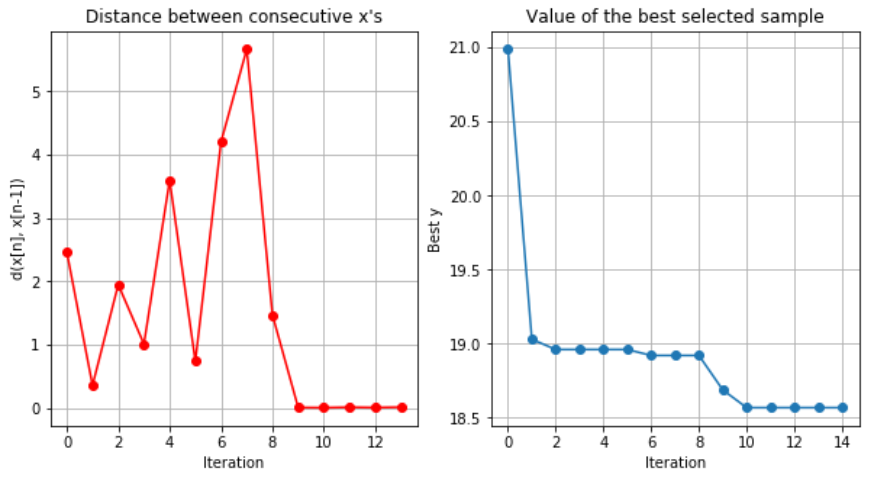 Distance between consecutive x's
d(x[n], x[n-1])
5
4
3
2
1
0
0 2 4 6 8 10 12
Iteration
Value of the best selected sample
Best y
21.0
20.5
20.0
19.5
19.0
18.5
0 2 4 6 8 10 12 14
Iteration